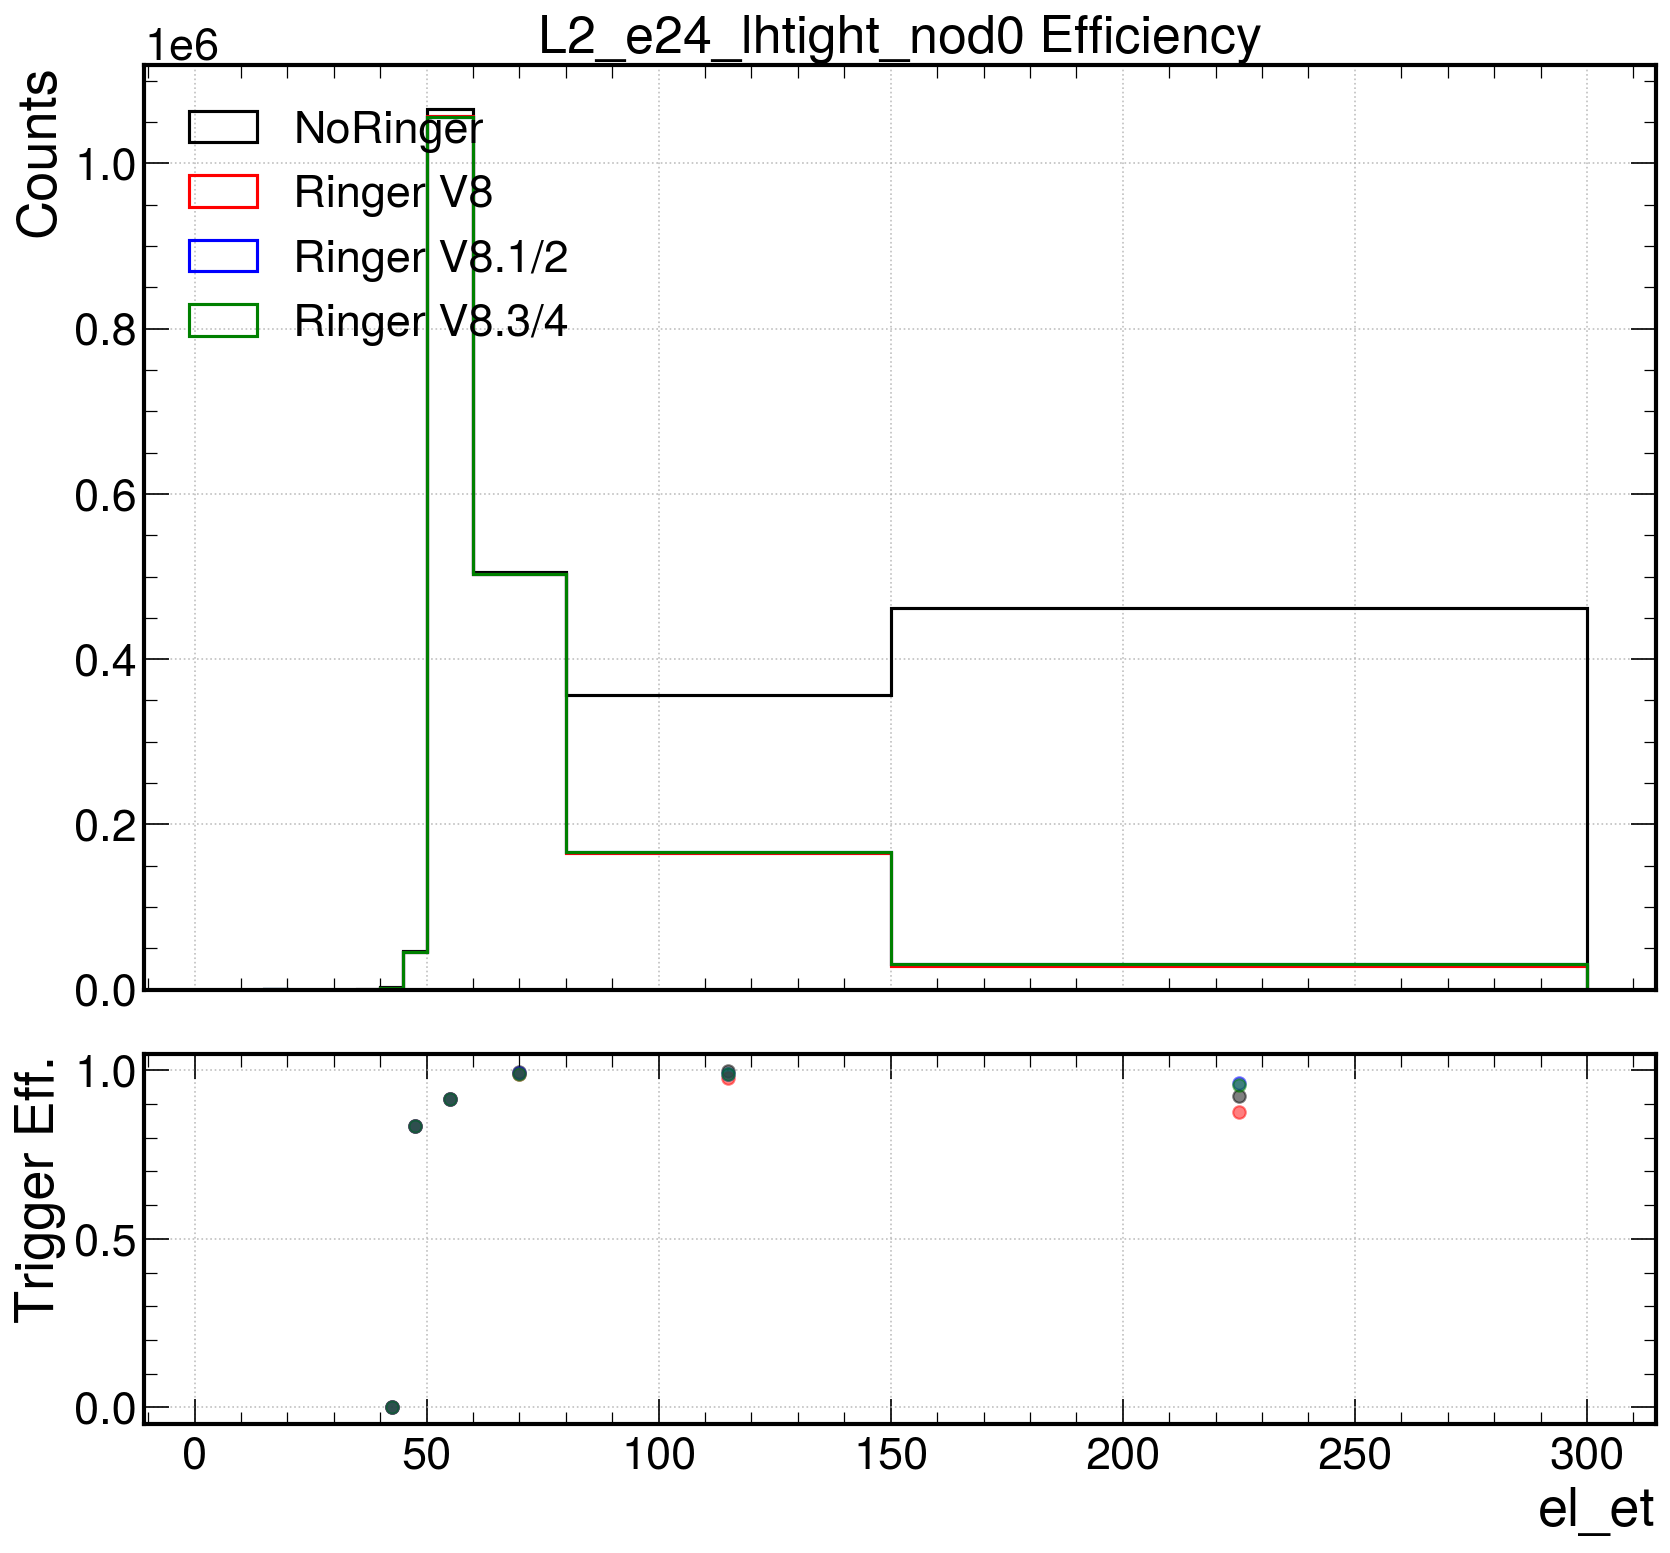 L2_e24_lhtight_nod0 Efficiency
1e6
Counts
1.0
0.8
0.6
0.4
0.2
0.0
NoRinger
Ringer V8
Ringer V8.1/2
Ringer V8.3/4
Trigger Eff.
1.0
0.5
0.0
0 50 100 150 200 250 300
el_et